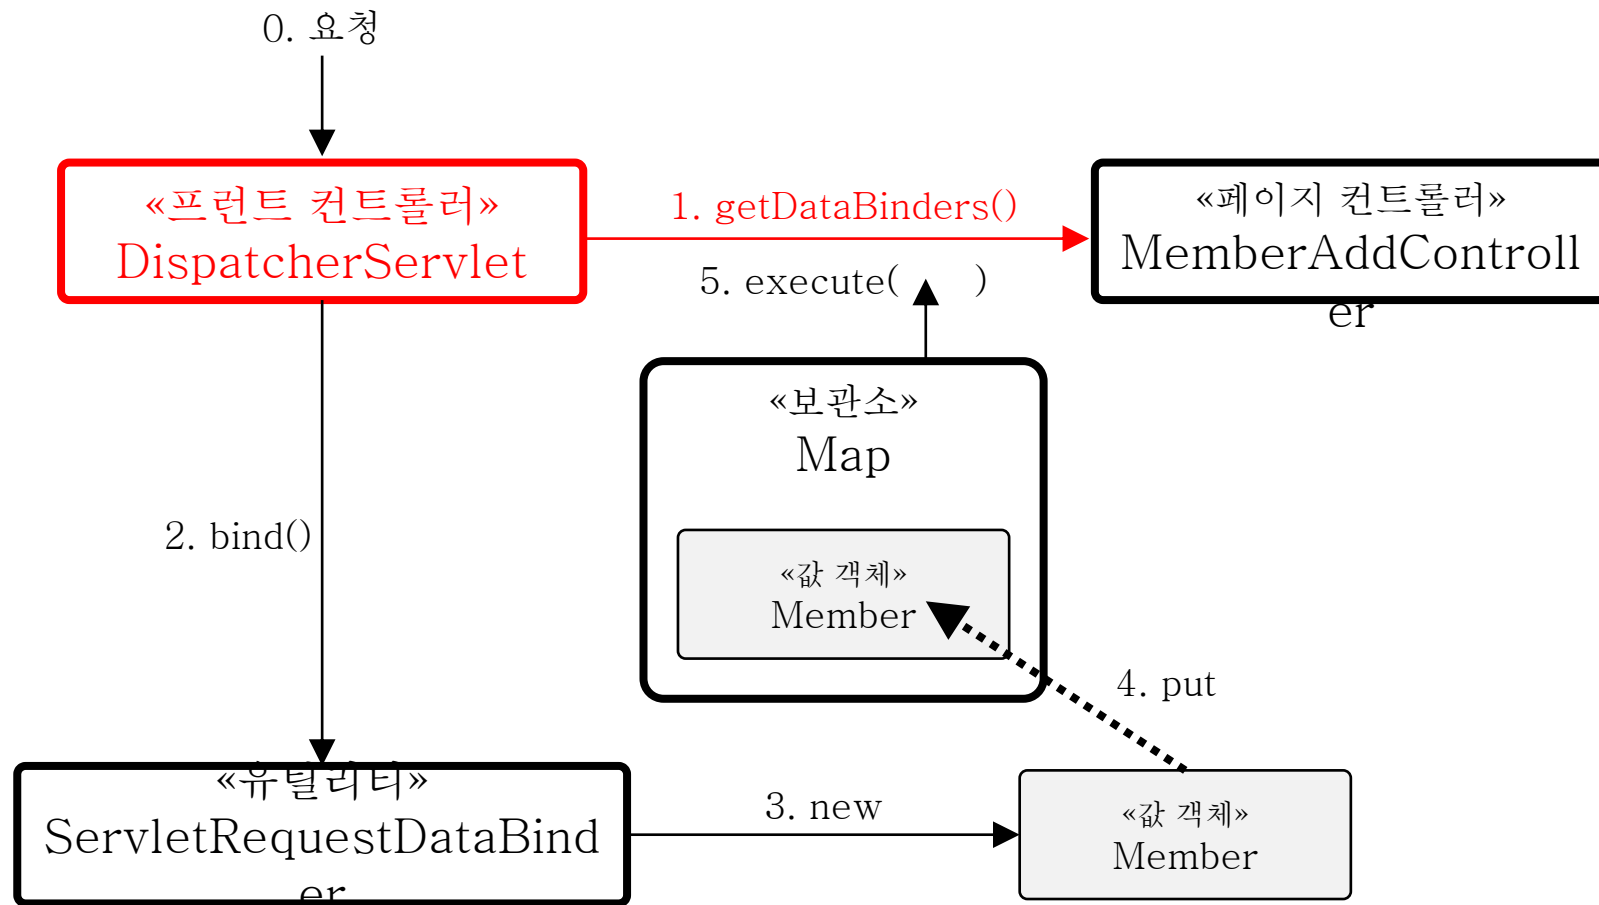 0. 요청
«프런트 컨트롤러»
DispatcherServlet
1. getDataBinders()
5. execute( )
«페이지 컨트롤러»
MemberAddControll
er
«보관소»
Map
«값 객체»
Member
2. bind()
4. put
«유틸리티»
ServletRequestDataBind
er
3. new
«값 객체»
Member